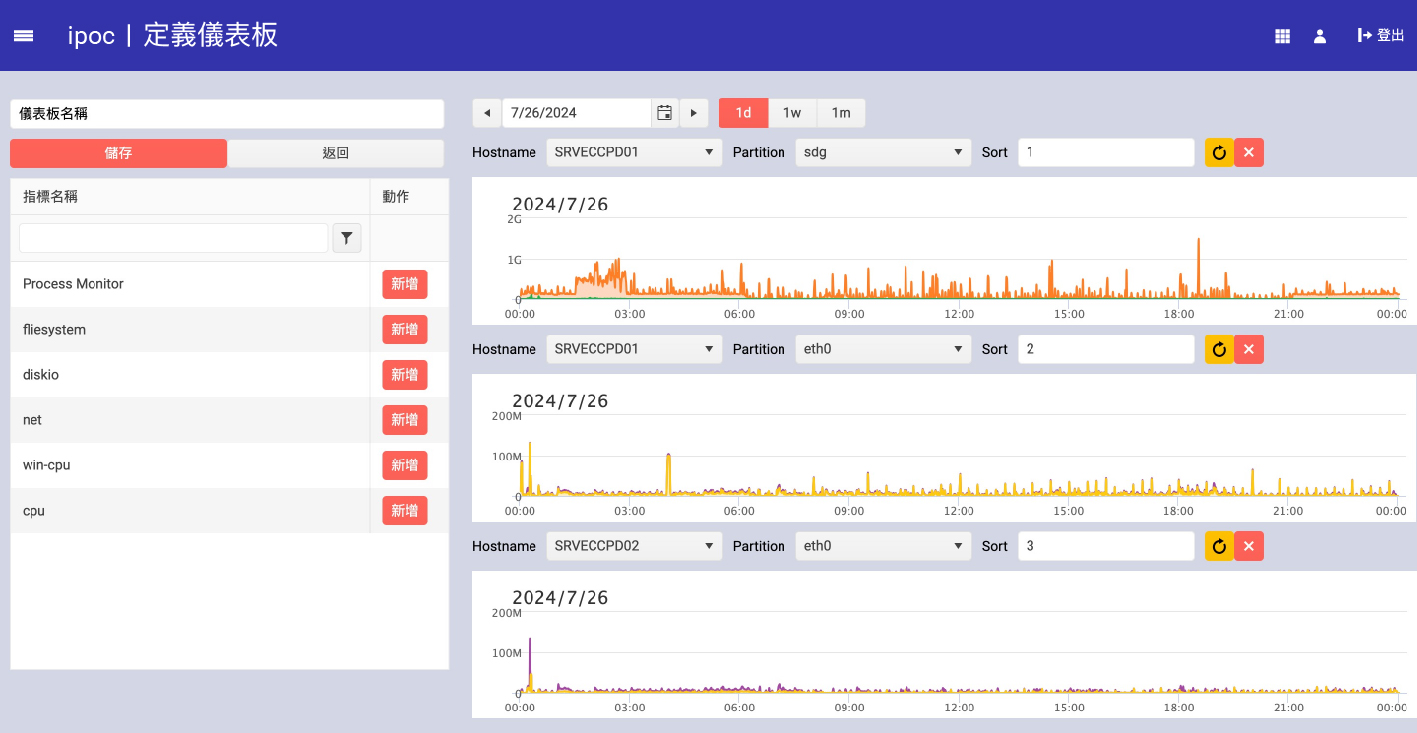 ipoc | 定義儀表板
登出
儀表板名稱
儲存 返回
指標名稱 動作
Process Monitor 新增
fliesystem 新增
diskio 新增
net 新增
win-cpu 新增
cpu 新增
7/26/2024 1d 1w 1m
Hostname SRVECCPD01 Partition sdg Sort 1
2024/7/26
2G
1G
0
00:00 03:00 06:00 09:00 12:00 15:00 18:00 21:00 00:00
Hostname SRVECCPD01 Partition eth0 Sort 2
2024/7/26
200M
100M
0
00:00 03:00 06:00 09:00 12:00 15:00 18:00 21:00 00:00
Hostname SRVECCPD02 Partition eth0 Sort 3
2024/7/26
200M
100M
0
00:00 03:00 06:00 09:00 12:00 15:00 18:00 21:00 00:00